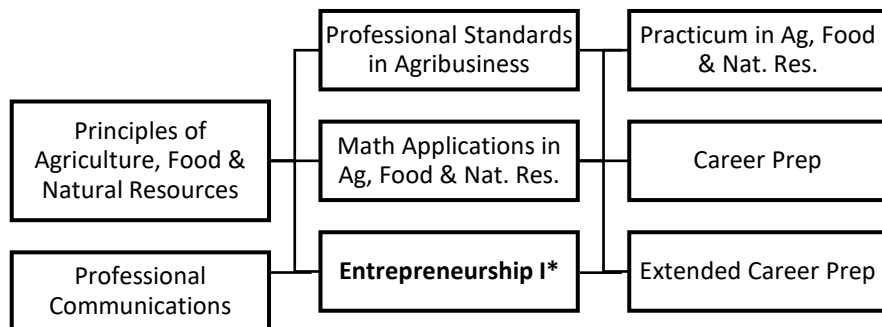 Principles of
Agriculture, Food &
Natural Resources
Professional
Communications
Professional Standards
in Agribusiness
Math Applications in
Ag, Food & Nat. Res.
Entrepreneurship I*
Practicum in Ag, Food
& Nat. Res.
Career Prep
Extended Career Prep